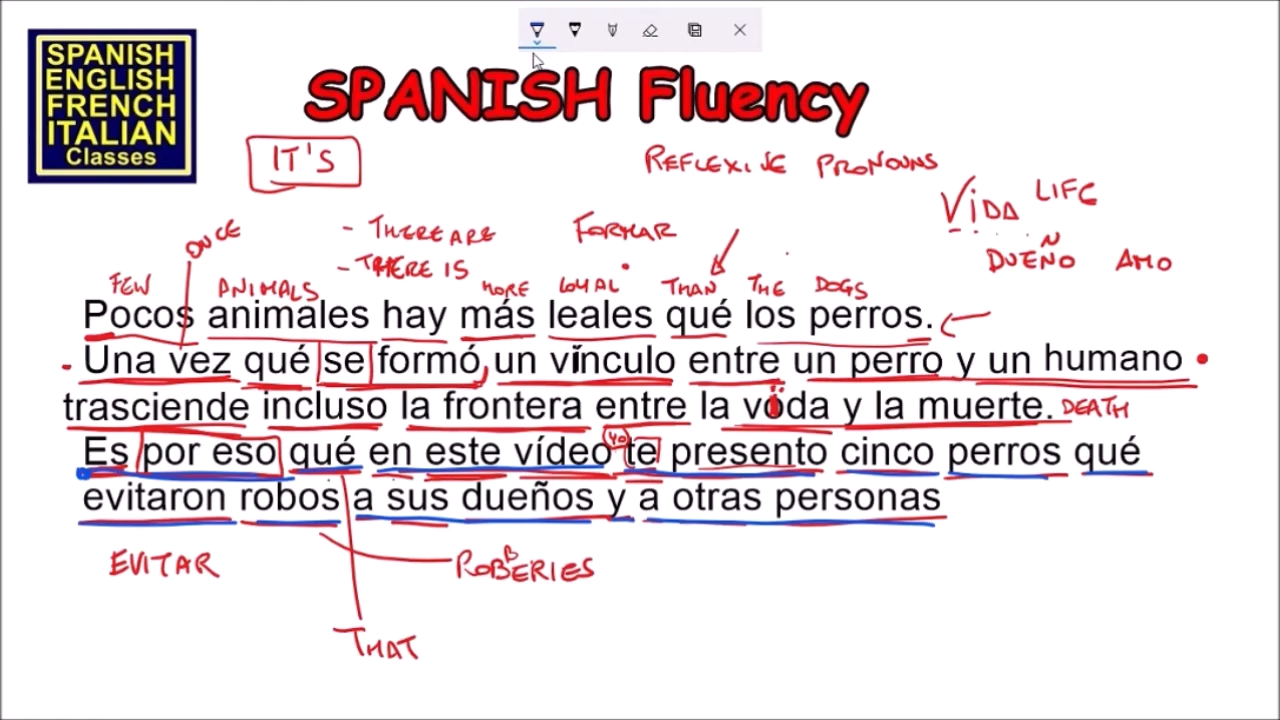 SPANISH
ENGLISH
FRENCH
ITALIAN
Classes
SPANISH Fluency
IT'S
REFLEXIVE PRONOUNS
VIDA LIFE
ONCE
- THERE ARE
FORMAR
DUEÑO AMO
- THERE IS
FEW ANIMALS MORE LOYAL THAN THE DOGS
Pocos animales hay más leales qué los perros.
Una vez qué se formó, un vínculo entre un perro y un humano
trasciende incluso la frontera entre la vida y la muerte. DEATH
YO
Es por eso qué en este vídeo te presento cinco perros qué
evitaron robos a sus dueños y a otras personas
EVITAR
ROBBERIES
THAT